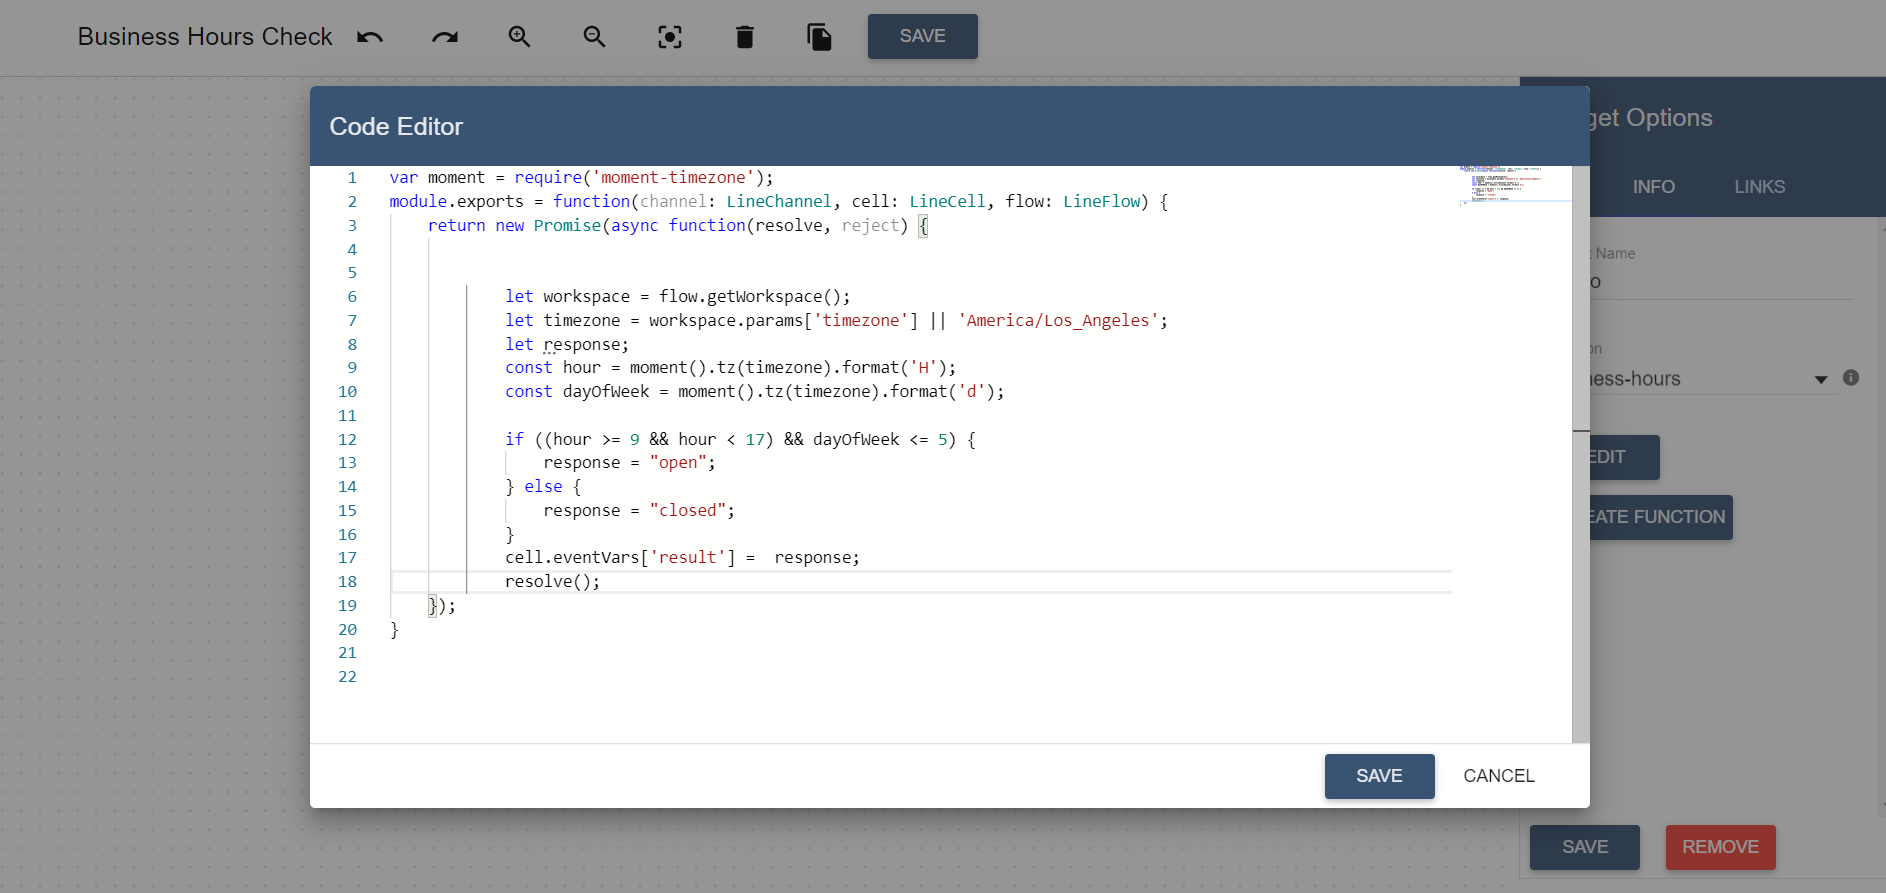 Business Hours Check
SAVE
Code Editor
get Options
INFO
LINKS
1 var moment = require('moment-timezone');
2 module.exports = function(channel: LineChannel, cell: LineCell, flow: LineFlow) {
3 return new Promise(async function(resolve, reject) {
4
5
6 let workspace = flow.getWorkspace();
7 let timezone = workspace.params['timezone'] || 'America/Los_Angeles';
8 let response;
9 const hour = moment().tz(timezone).format('H');
10 const dayOfWeek = moment().tz(timezone).format('d');
11
12 if ((hour >= 9 && hour < 17) && dayOfWeek <= 5) {
13 response = "open";
14 } else {
15 response = "closed";
16 }
17 cell.eventVars['result'] =  response;
18 resolve();
19 });
20 }
21
22
Name
o
on
ness-hours
EDIT
EATE FUNCTION
SAVE
CANCEL
SAVE
REMOVE